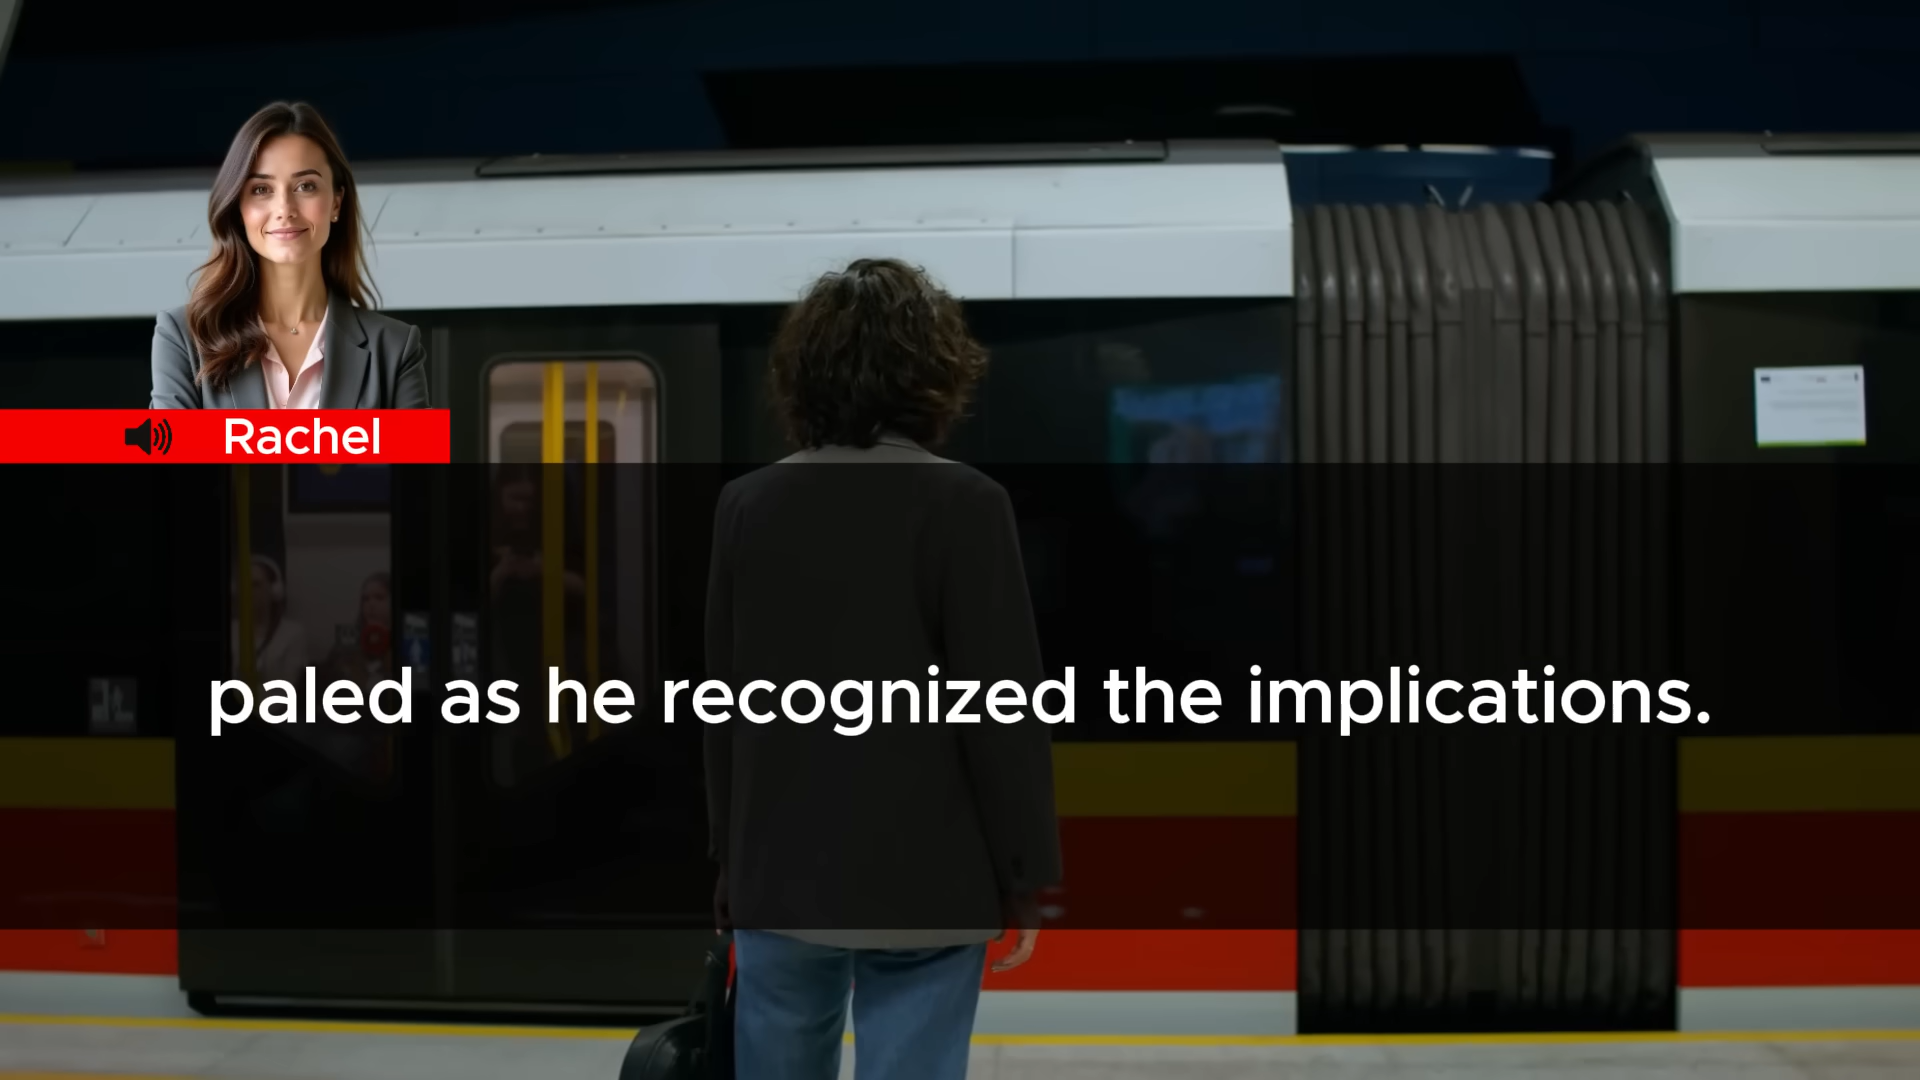 Rachel
paled as he recognized the implications.